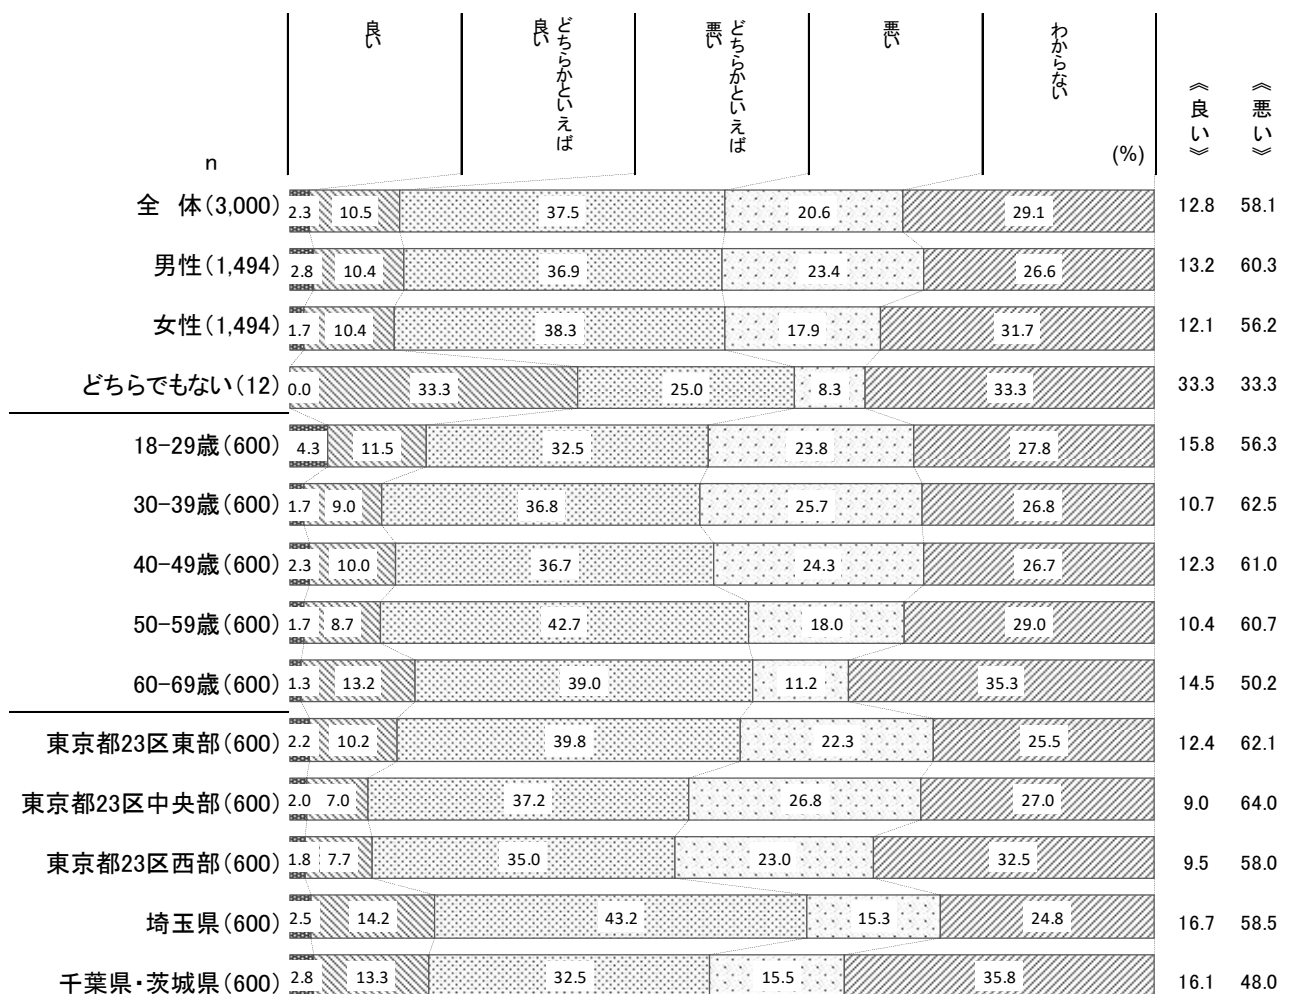 良い
どちらかといえば
良い
どちらかといえば
悪い
悪い
わからない
《良い》
《悪い》
n
(%)
全 体(3,000) 2.3 10.5 37.5 20.6 29.1 12.8 58.1
男性(1,494) 2.8 10.4 36.9 23.4 26.6 13.2 60.3
女性(1,494) 1.7 10.4 38.3 17.9 31.7 12.1 56.2
どちらでもない(12) 0.0 33.3 25.0 8.3 33.3 33.3 33.3
18-29歳(600) 4.3 11.5 32.5 23.8 27.8 15.8 56.3
30-39歳(600) 1.7 9.0 36.8 25.7 26.8 10.7 62.5
40-49歳(600) 2.3 10.0 36.7 24.3 26.7 12.3 61.0
50-59歳(600) 1.7 8.7 42.7 18.0 29.0 10.4 60.7
60-69歳(600) 1.3 13.2 39.0 11.2 35.3 14.5 50.2
東京都23区東部(600) 2.2 10.2 39.8 22.3 25.5 12.4 62.1
東京都23区中央部(600) 2.0 7.0 37.2 26.8 27.0 9.0 64.0
東京都23区西部(600) 1.8 7.7 35.0 23.0 32.5 9.5 58.0
埼玉県(600) 2.5 14.2 43.2 15.3 24.8 16.7 58.5
千葉県・茨城県(600) 2.8 13.3 32.5 15.5 35.8 16.1 48.0